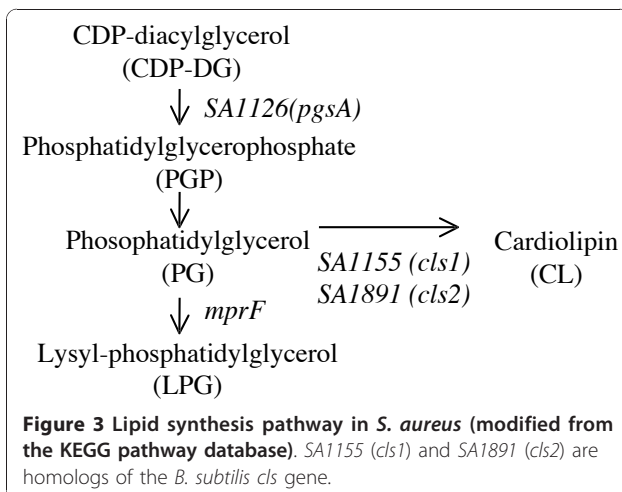 CDP-diacylglycerol
(CDP-DG)
SA1126(pgsA)
Phosphatidylglycerophosphate
(PGP)
Phosophatidylglycerol
(PG)
SA1155 (cls1)
SA1891 (cls2)
Cardiolipin
(CL)
mprF
Lysyl-phosphatidylglycerol
(LPG)
Figure 3 Lipid synthesis pathway in S. aureus (modified from
the KEGG pathway database). SA1155 (cls1) and SA1891 (cls2) are
homologs of the B. subtilis cls gene.